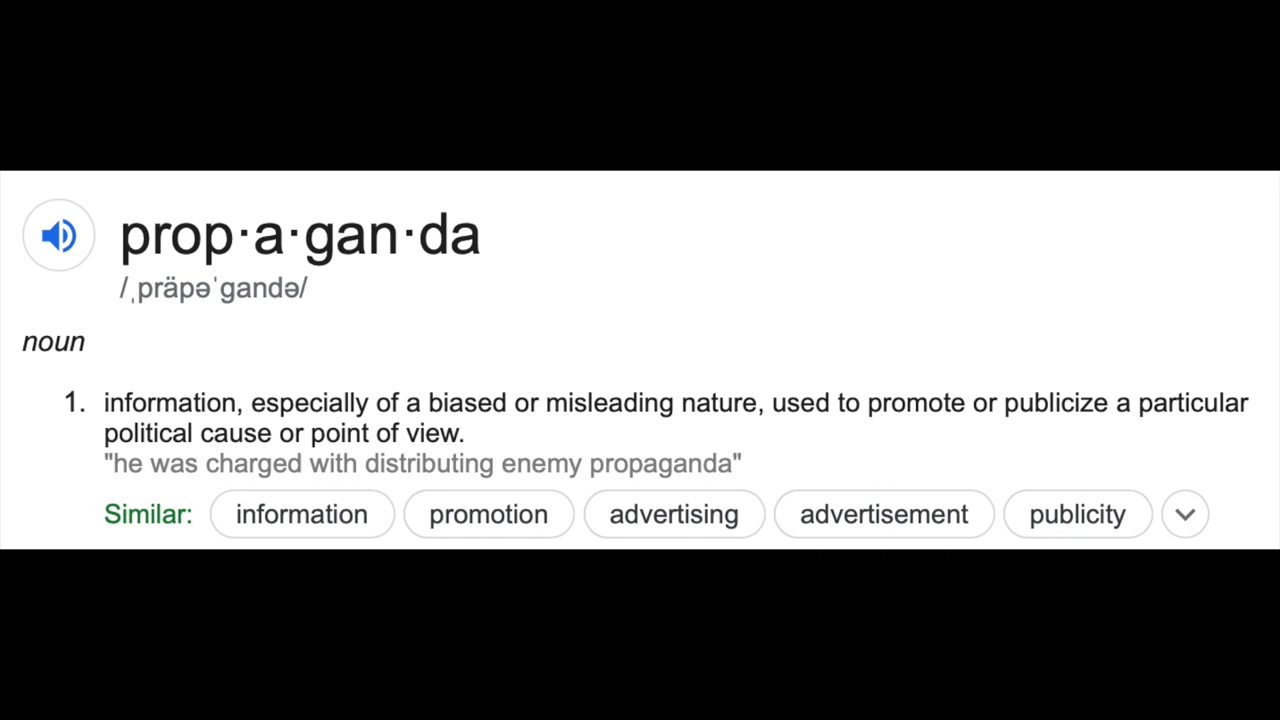 prop·a·gan·da
/ˌpräpəˈɡandə/
noun
1. information, especially of a biased or misleading nature, used to promote or publicize a particular
political cause or point of view.
"he was charged with distributing enemy propaganda"
Similar: information promotion advertising advertisement publicity